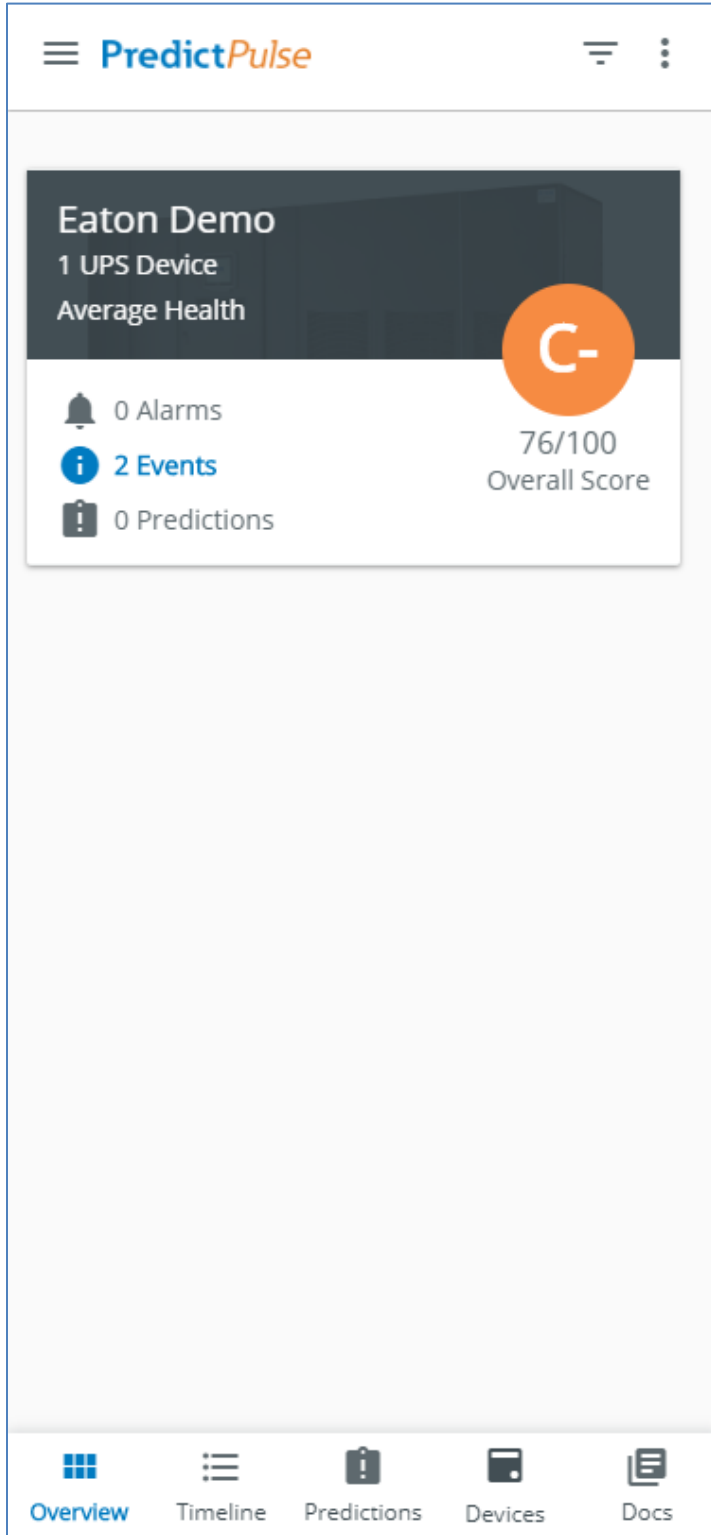 PredictPulse
Eaton Demo
1 UPS Device
Average Health
C-
0 Alarms
2 Events
0 Predictions
76/100
Overall Score
Overview
Timeline
Predictions
Devices
Docs